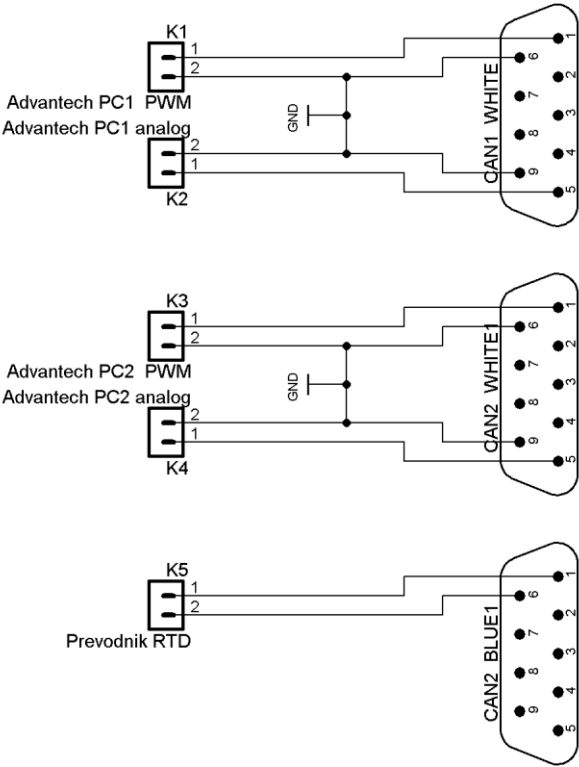 K1
1
2
Advantech PC1 PWM
Advantech PC1 analog
2
1
K2
GND
CAN1 WHITE
1
6
2
7
3
8
4
9
5
K3
1
2
Advantech PC2 PWM
Advantech PC2 analog
2
1
K4
GND
CAN2 WHITE1
1
6
2
7
3
8
4
9
5
K5
1
2
Prevodnik RTD
CAN2 BLUE1
1
6
2
7
3
8
4
9
5